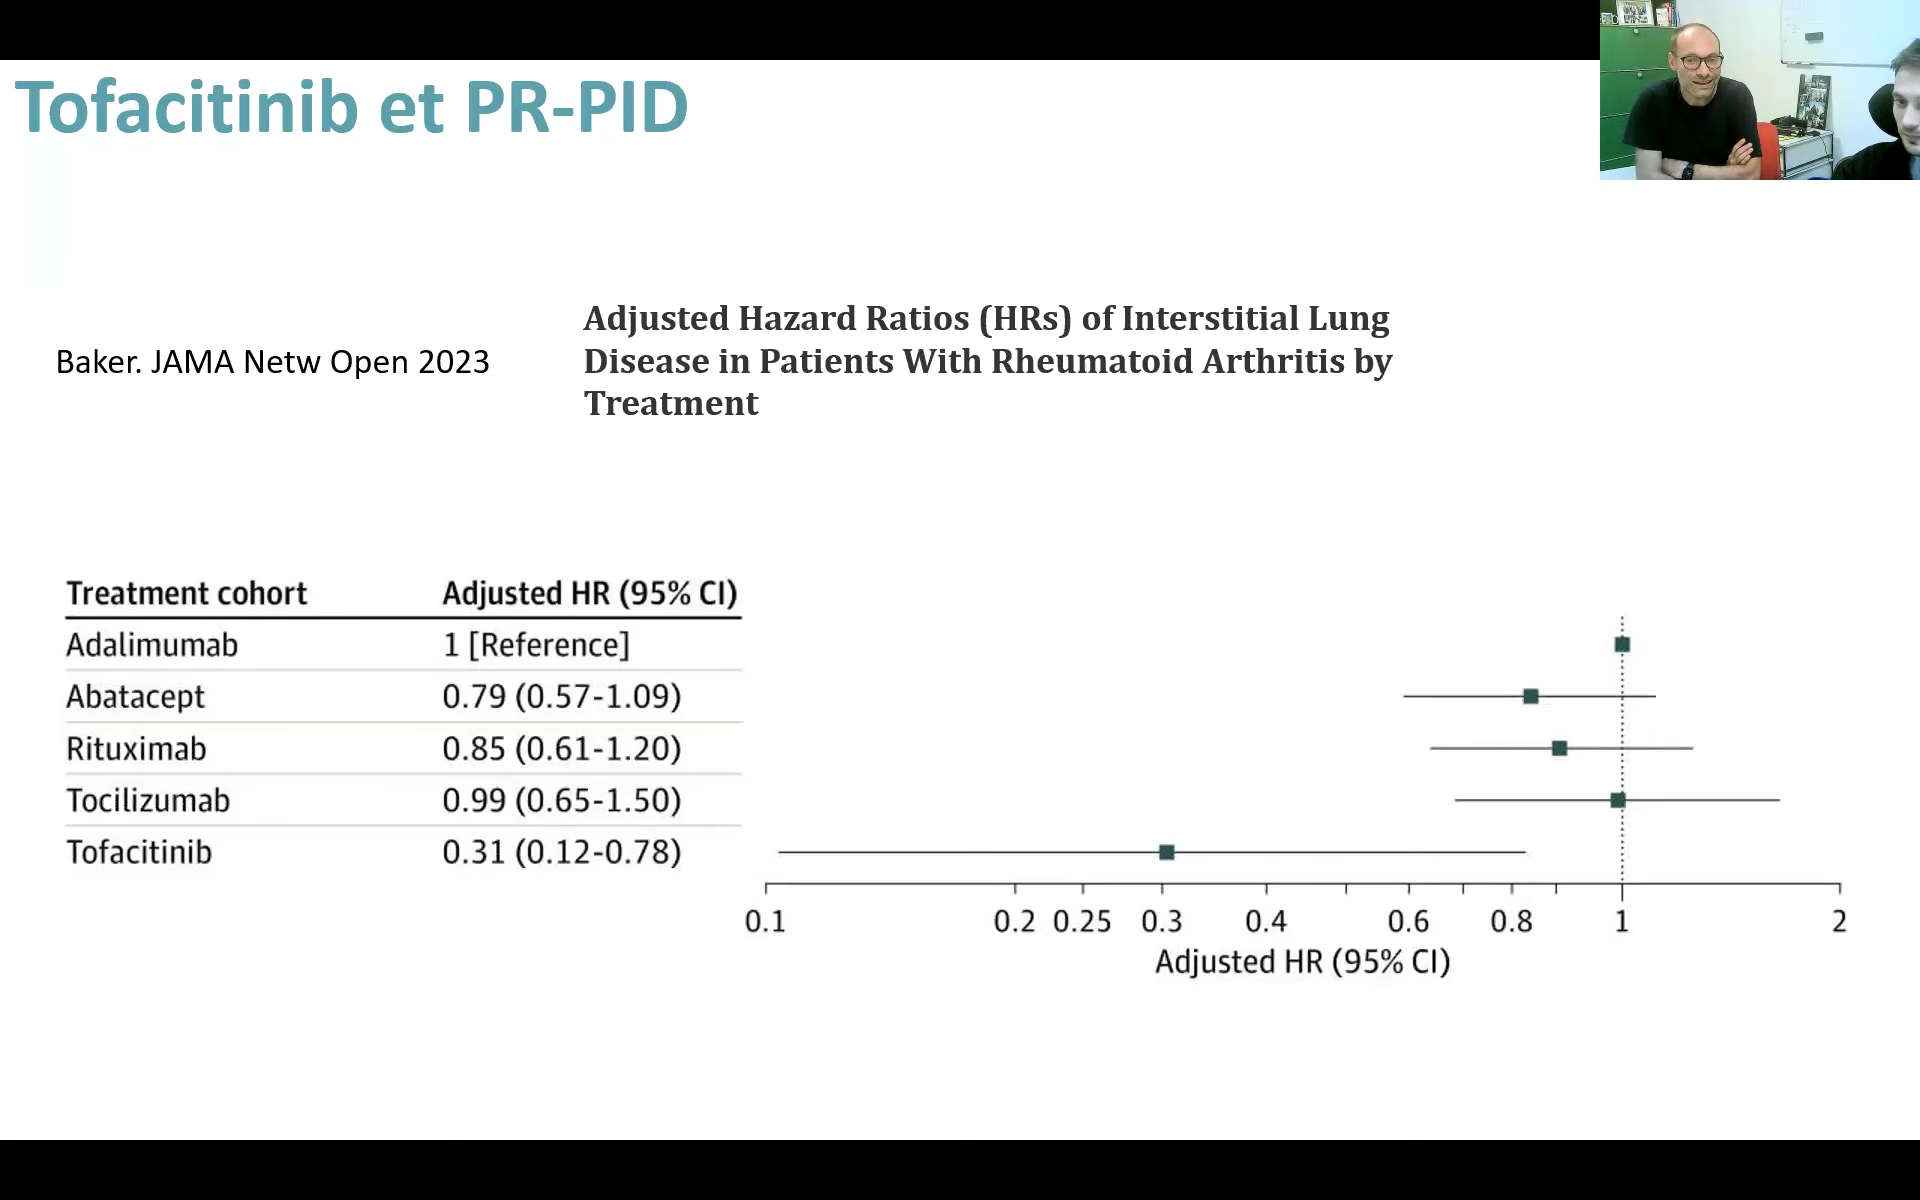 Tofacitinib et PR-PID
Adjusted Hazard Ratios (HRs) of Interstitial Lung
Disease in Patients With Rheumatoid Arthritis by
Treatment
Baker. JAMA Netw Open 2023
Treatment cohort Adjusted HR (95% CI)
Adalimumab 1 [Reference]
Abatacept 0.79 (0.57-1.09)
Rituximab 0.85 (0.61-1.20)
Tocilizumab 0.99 (0.65-1.50)
Tofacitinib 0.31 (0.12-0.78)
0.1 0.2 0.25 0.3 0.4 0.6 0.8 1 2
Adjusted HR (95% CI)